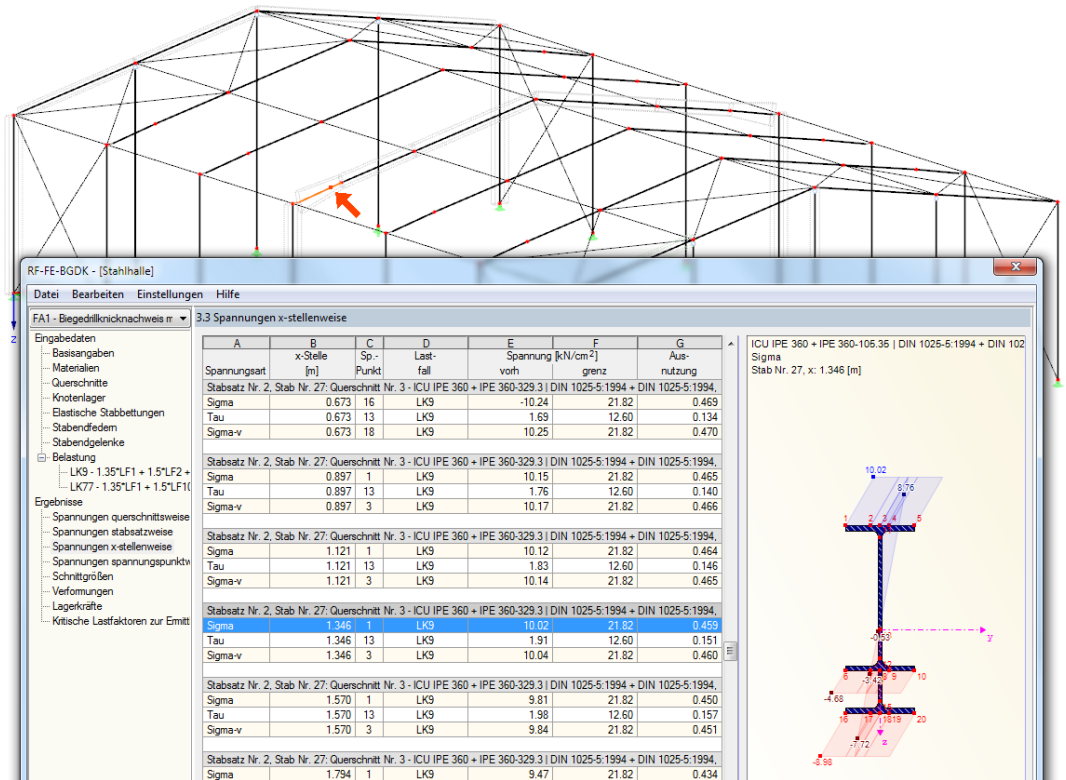 z
RF-FE-BGDK - [Stahlhalle]
Datei Bearbeiten Einstellungen Hilfe
FA1 - Biegedrillknicknachweis m
3.3 Spannungen x-stellenweise
Eingabedaten
Basisangaben
Materialien
Querschnitte
Knotenlager
Elastische Stabbettungen
Stabendfedern
Stabendgelenke
Belastung
LK9 - 1.35*LF1 + 1.5*LF2 +
LK77 - 1.35*LF1 + 1.5*LF1(
Ergebnisse
Spannungen querschnittsweise
Spannungen stabsatzweise
Spannungen x-stellenweise
Spannungen spannungspunktw
Schnittgrößen
Verformungen
Lagerkräfte
Kritische Lastfaktoren zur Ermitt
A B C D E F G
x-Stelle Sp.- Last- Spannung [kN/cm²] Aus-
Spannungsart [m] Punkt fall vorh grenz nutzung
Stabsatz Nr. 2, Stab Nr. 27: Querschnitt Nr. 3 - ICU IPE 360 + IPE 360-329.3 | DIN 1025-5:1994 + DIN 1025-5:1994,
Sigma 0.673 16 LK9 -10.24 21.82 0.469
Tau 0.673 13 LK9 1.69 12.60 0.134
Sigma-v 0.673 18 LK9 10.25 21.82 0.470
Stabsatz Nr. 2, Stab Nr. 27: Querschnitt Nr. 3 - ICU IPE 360 + IPE 360-329.3 | DIN 1025-5:1994 + DIN 1025-5:1994,
Sigma 0.897 1 LK9 10.15 21.82 0.465
Tau 0.897 13 LK9 1.76 12.60 0.140
Sigma-v 0.897 3 LK9 10.17 21.82 0.466
Stabsatz Nr. 2, Stab Nr. 27: Querschnitt Nr. 3 - ICU IPE 360 + IPE 360-329.3 | DIN 1025-5:1994 + DIN 1025-5:1994,
Sigma 1.121 1 LK9 10.12 21.82 0.464
Tau 1.121 13 LK9 1.83 12.60 0.146
Sigma-v 1.121 3 LK9 10.14 21.82 0.465
Stabsatz Nr. 2, Stab Nr. 27: Querschnitt Nr. 3 - ICU IPE 360 + IPE 360-329.3 | DIN 1025-5:1994 + DIN 1025-5:1994,
Sigma 1.346 1 LK9 10.02 21.82 0.459
Tau 1.346 13 LK9 1.91 12.60 0.151
Sigma-v 1.346 3 LK9 10.04 21.82 0.460
Stabsatz Nr. 2, Stab Nr. 27: Querschnitt Nr. 3 - ICU IPE 360 + IPE 360-329.3 | DIN 1025-5:1994 + DIN 1025-5:1994,
Sigma 1.570 1 LK9 9.81 21.82 0.450
Tau 1.570 13 LK9 1.98 12.60 0.157
Sigma-v 1.570 3 LK9 9.84 21.82 0.451
Stabsatz Nr. 2, Stab Nr. 27: Querschnitt Nr. 3 - ICU IPE 360 + IPE 360-329.3 | DIN 1025-5:1994 + DIN 1025-5:1994,
Sigma 1.794 1 LK9 9.47 21.82 0.434
ICU IPE 360 + IPE 360-105.35 | DIN 1025-5:1994 + DIN 102
Sigma
Stab Nr. 27, x: 1.346 [m]
10.02
8.76
1 2 3 4 5
-0.53
y
6 8 9 10
-3.42
-4.68
16 17 18 19 20
-7.72
z
-8.98